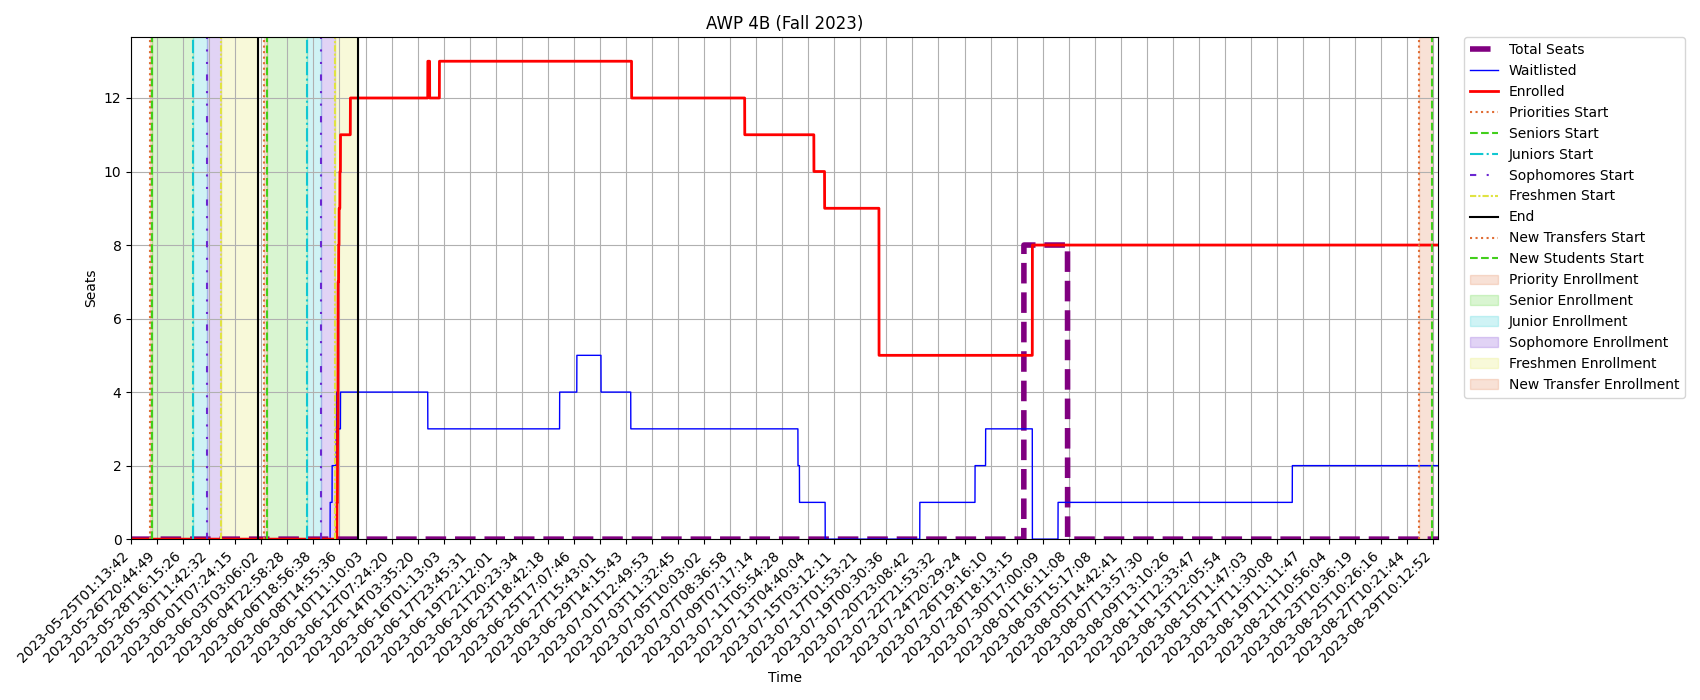 AWP 4B (Fall 2023)
Seats
12
10
8
6
4
2
0
2023-05-25T01:13:42
2023-05-26T20:44:49
2023-05-28T16:15:26
2023-05-30T11:42:32
2023-06-01T07:24:15
2023-06-03T03:06:02
2023-06-04T22:58:28
2023-06-06T18:56:38
2023-06-08T14:55:36
2023-06-10T11:10:03
2023-06-12T07:24:20
2023-06-14T04:35:20
2023-06-16T01:13:03
2023-06-17T23:45:31
2023-06-19T22:12:01
2023-06-21T20:23:34
2023-06-23T18:42:18
2023-06-25T17:07:46
2023-06-27T15:43:01
2023-06-29T14:15:43
2023-07-01T12:49:53
2023-07-03T11:32:45
2023-07-05T10:03:02
2023-07-07T08:36:58
2023-07-09T07:17:14
2023-07-11T05:54:28
2023-07-13T04:40:04
2023-07-15T03:12:11
2023-07-17T01:53:21
2023-07-19T00:30:36
2023-07-20T23:08:42
2023-07-22T21:53:32
2023-07-24T20:29:24
2023-07-26T19:16:10
2023-07-28T18:13:15
2023-07-30T17:00:09
2023-08-01T16:11:08
2023-08-03T15:17:08
2023-08-05T14:42:41
2023-08-07T13:57:30
2023-08-09T13:10:26
2023-08-11T12:33:47
2023-08-13T12:05:54
2023-08-15T11:47:03
2023-08-17T11:30:08
2023-08-19T11:11:47
2023-08-21T10:56:04
2023-08-23T10:36:19
2023-08-25T10:26:16
2023-08-27T10:21:44
2023-08-29T10:12:52
Time
Total Seats
Waitlisted
Enrolled
Priorities Start
Seniors Start
Juniors Start
Sophomores Start
Freshmen Start
End
New Transfers Start
New Students Start
Priority Enrollment
Senior Enrollment
Junior Enrollment
Sophomore Enrollment
Freshmen Enrollment
New Transfer Enrollment